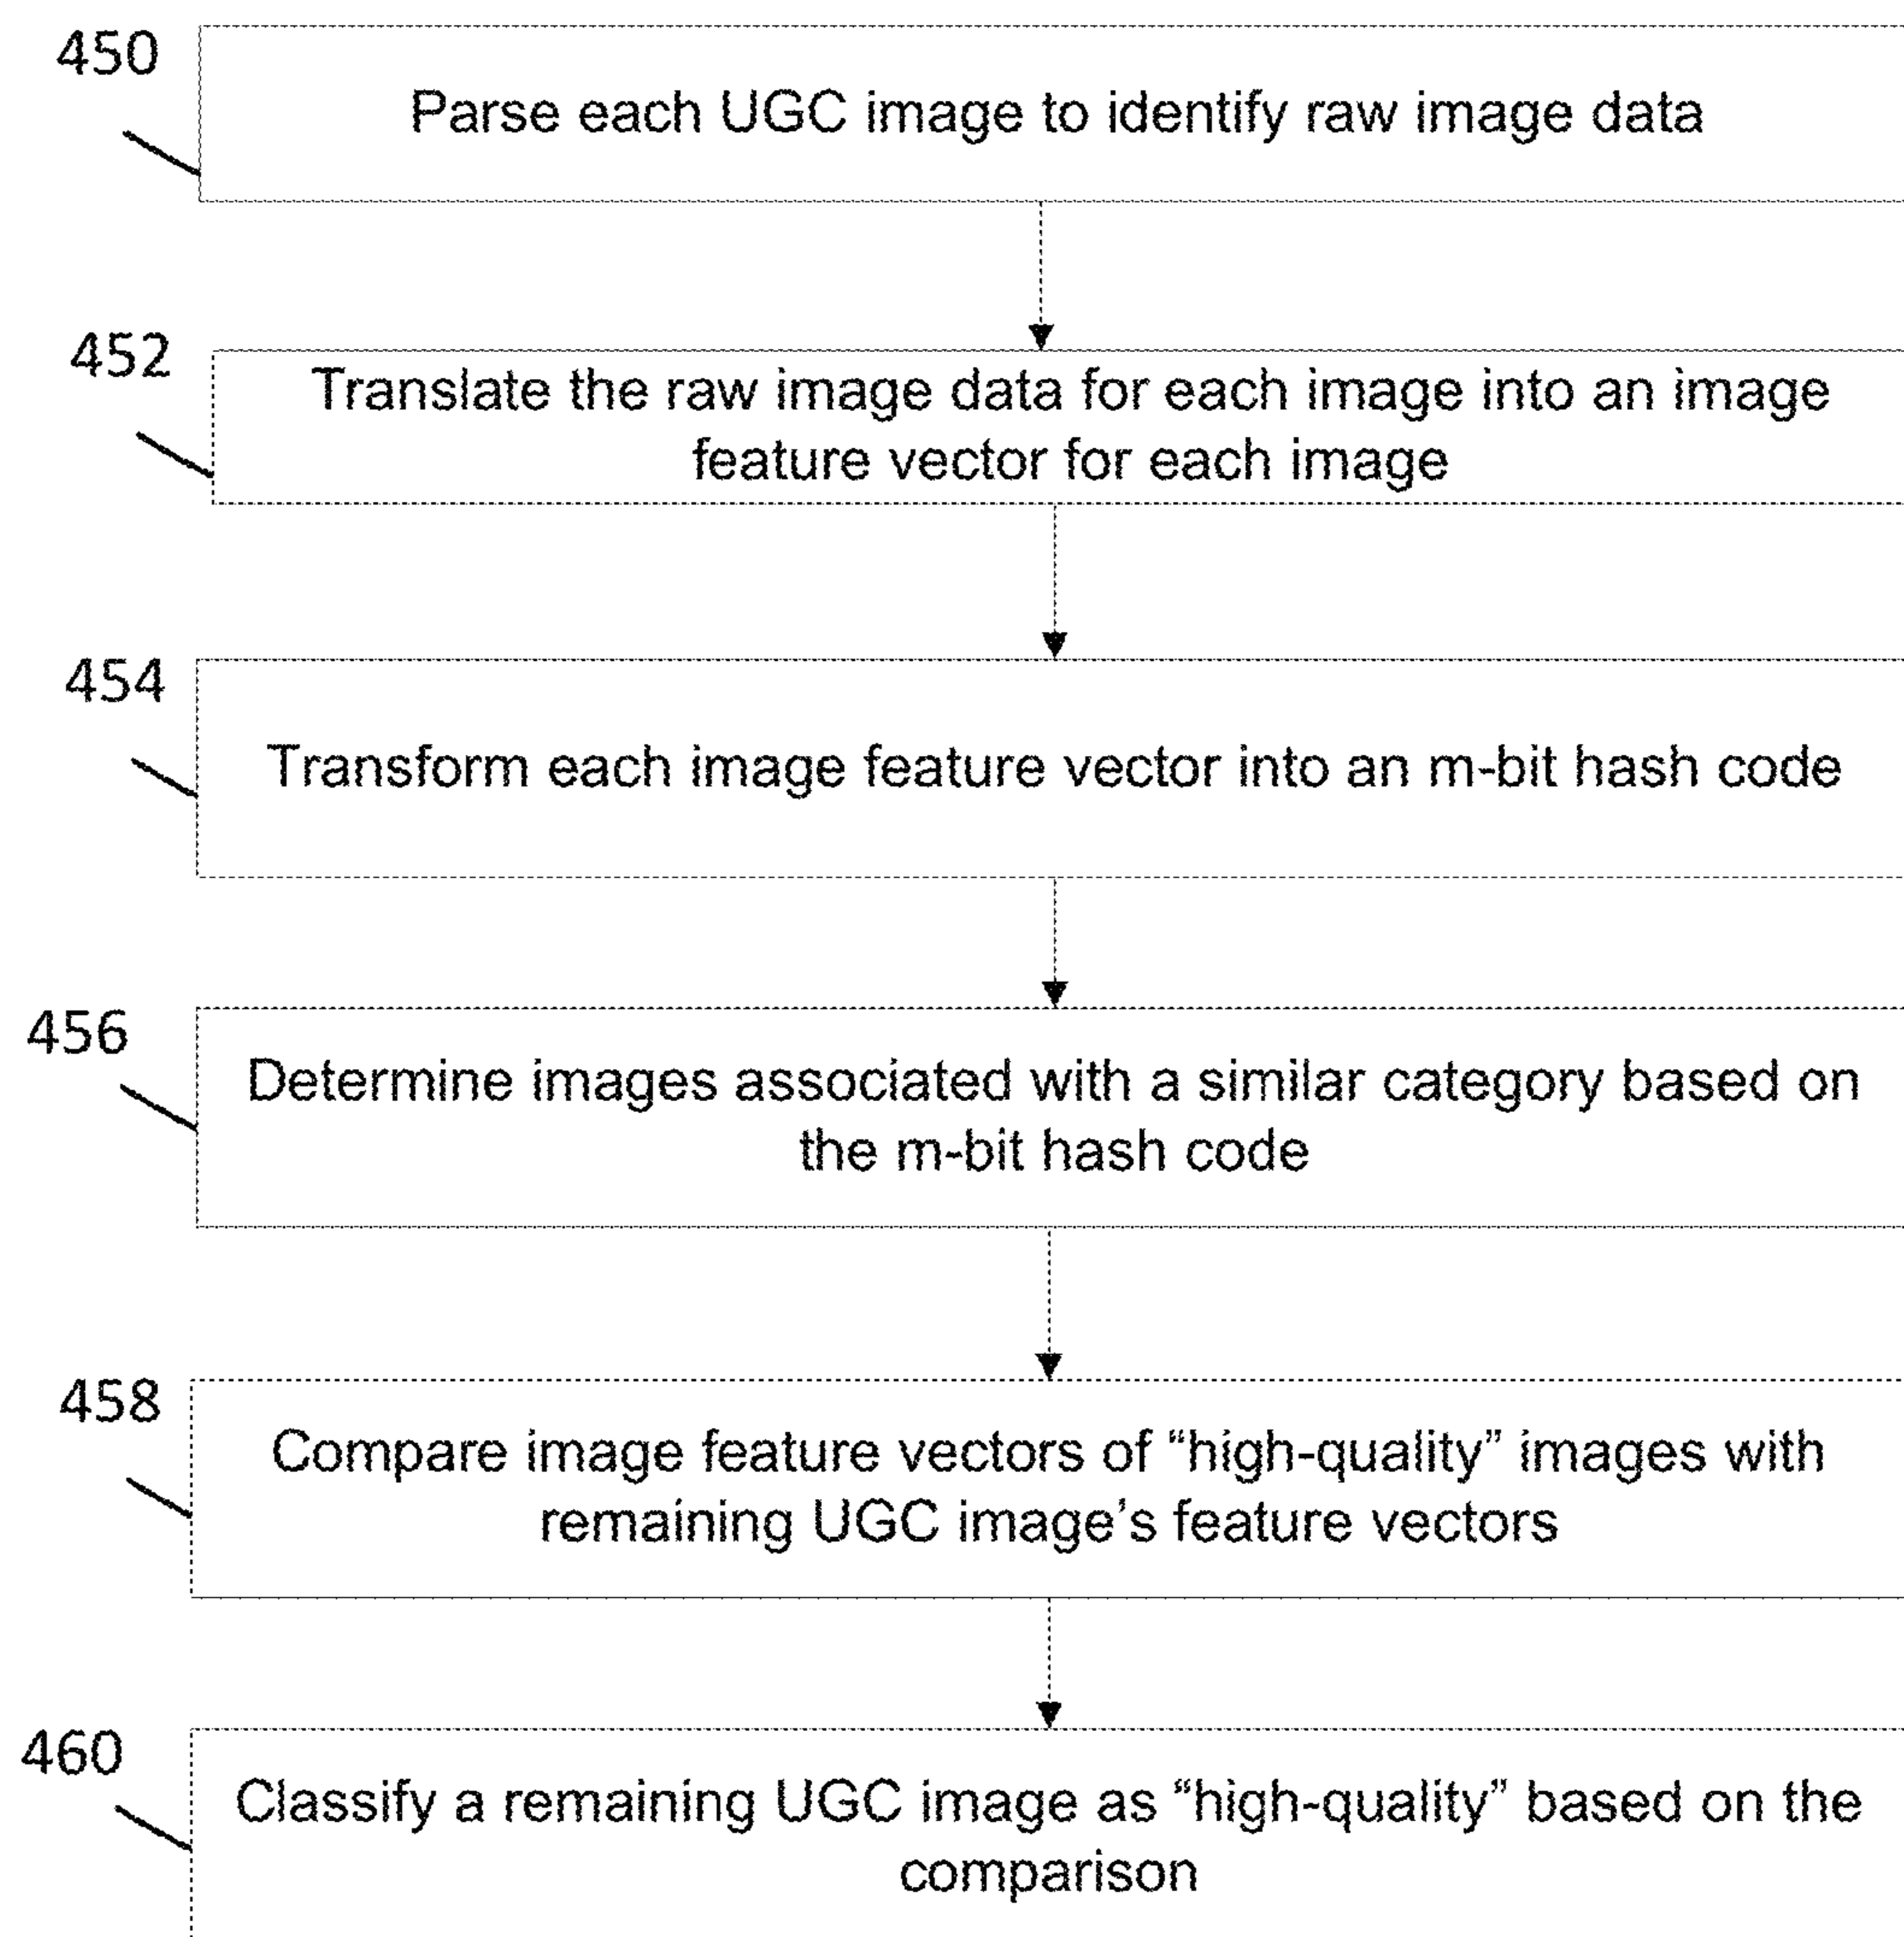 450
Parse each UGC image to identify raw image data
452
Translate the raw image data for each image into an image
feature vector for each image
454
Transform each image feature vector into an m-bit hash code
456
Determine images associated with a similar category based on
the m-bit hash code
458
Compare image feature vectors of “high-quality” images with
remaining UGC image’s feature vectors
460
Classify a remaining UGC image as “high-quality” based on the
comparison